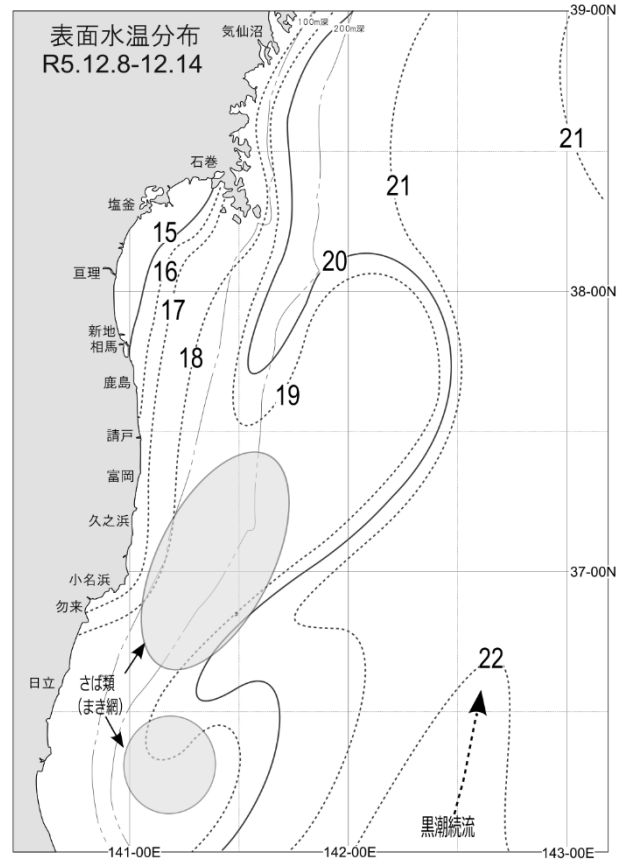 表面水温分布
R5.12.8-12.14
気仙沼
100m深
200m深
39-00N
21
21
石巻
塩釜
15
20
亘理
16
38-00N
17
新地
相馬
18
鹿島
19
請戸
富岡
久之浜
小名浜
37-00N
勿来
22
日立
さば類
(まき網)
黒潮続流
141-00E
142-00E
143-00E